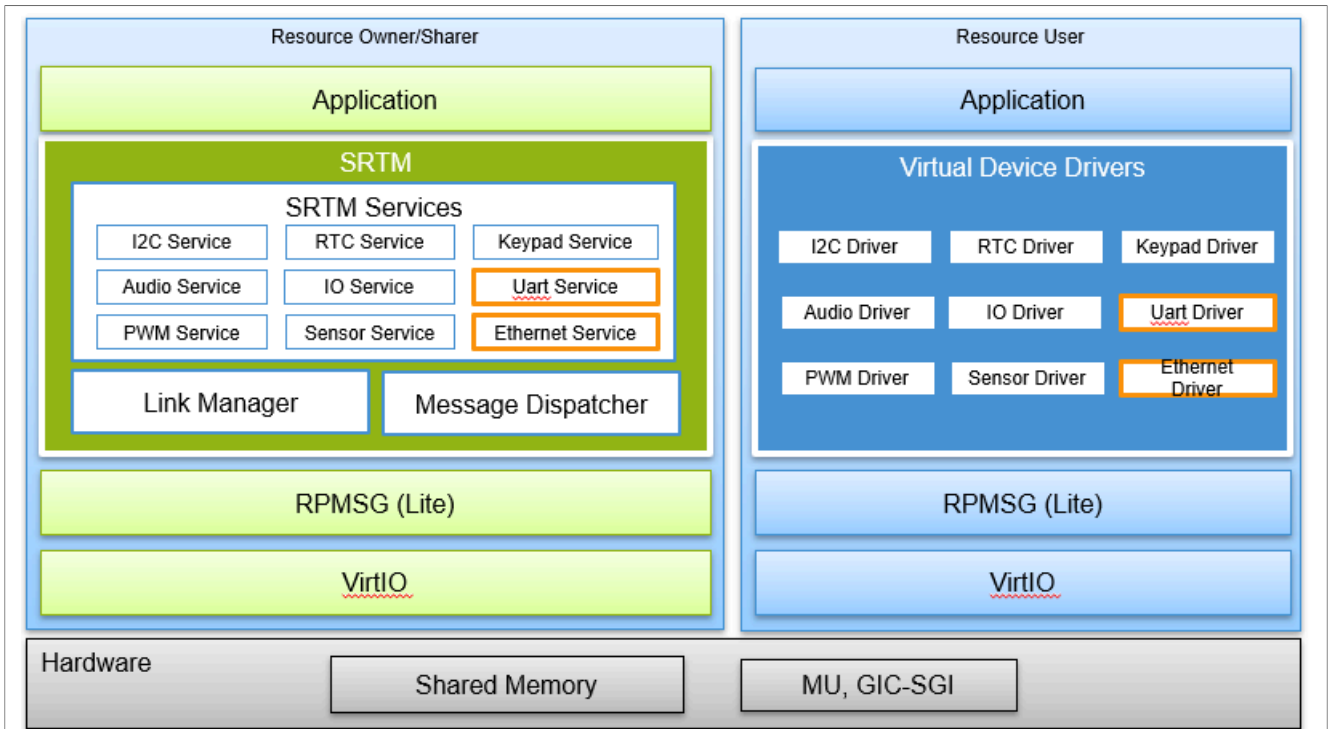 Resource Owner/Sharer
Application
SRTM
SRTM Services
I2C Service
RTC Service
Keypad Service
Audio Service
IO Service
Uart Service
PWM Service
Sensor Service
Ethernet Service
Link Manager
Message Dispatcher
RPMSG (Lite)
VirtIO
Resource User
Application
Virtual Device Drivers
I2C Driver
RTC Driver
Keypad Driver
Audio Driver
IO Driver
Uart Driver
PWM Driver
Sensor Driver
Ethernet
Driver
RPMSG (Lite)
VirtIO
Hardware
Shared Memory
MU, GIC-SGI